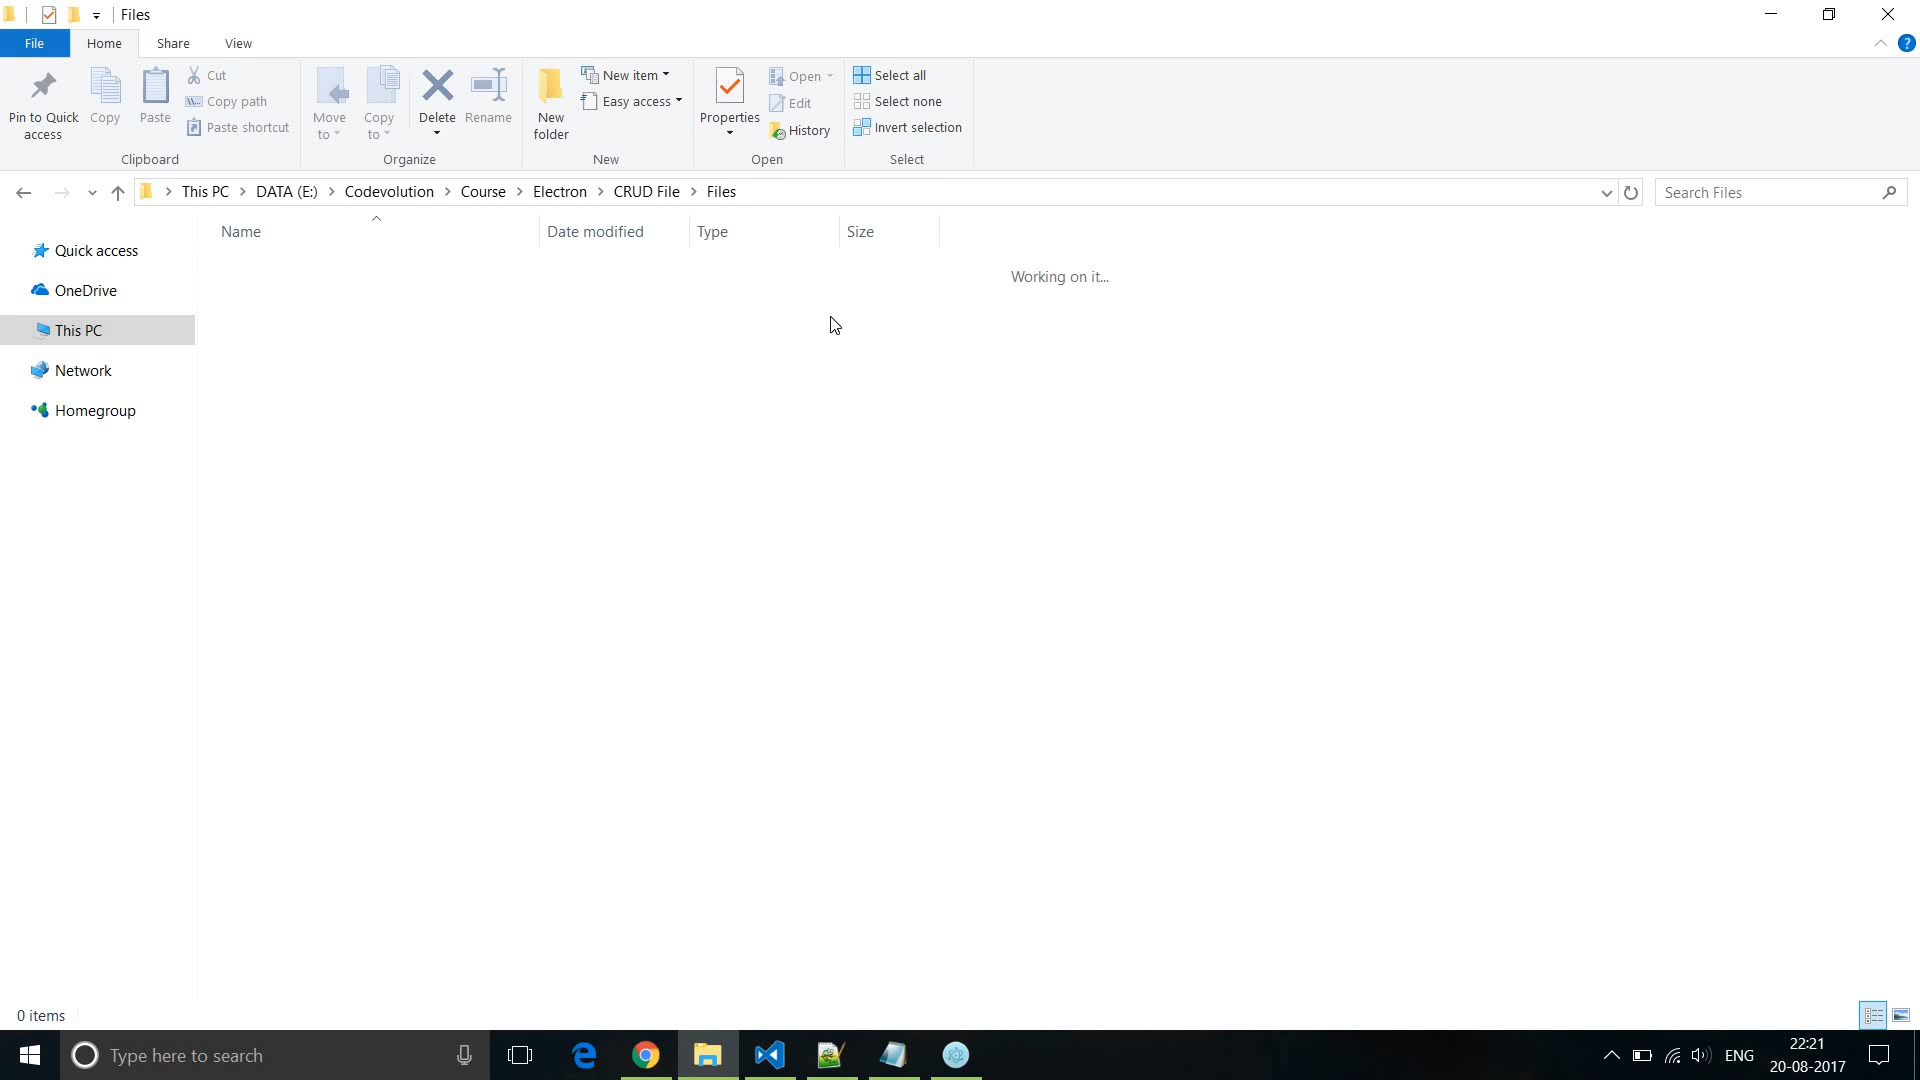 Files
File Home Share View
Pin to Quick access
Copy
Paste
Cut
Copy path
Paste shortcut
Clipboard
Move to
Copy to
Delete
Rename
Organize
New folder
New item
Easy access
New
Properties
Open
Edit
History
Open
Select all
Select none
Invert selection
Select
This PC > DATA (E:) > Codevolution > Course > Electron > CRUD File > Files
Search Files
Name Date modified Type Size
Working on it...
Quick access
OneDrive
This PC
Network
Homegroup
0 items
Type here to search
ENG
22:21
20-08-2017